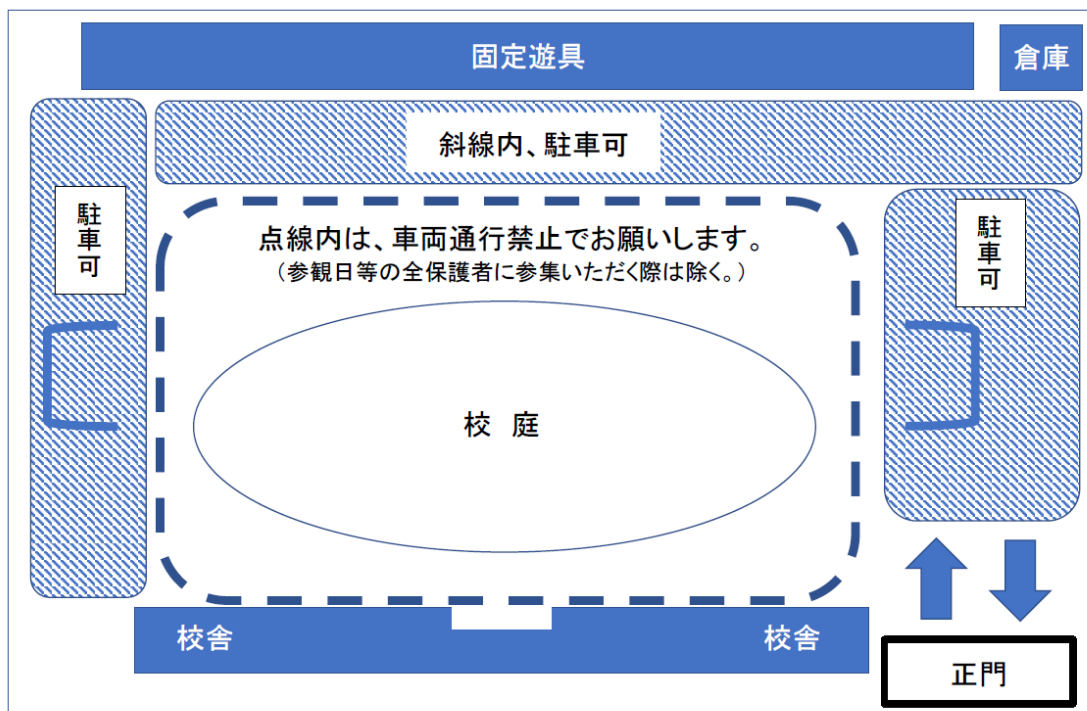 固定遊具
倉庫
斜線内、駐車可
駐車可
駐車可
点線内は、車両通行禁止でお願いします。
（参観日等の全保護者に参集いただく際は除く。）
校 庭
校舎
校舎
正門